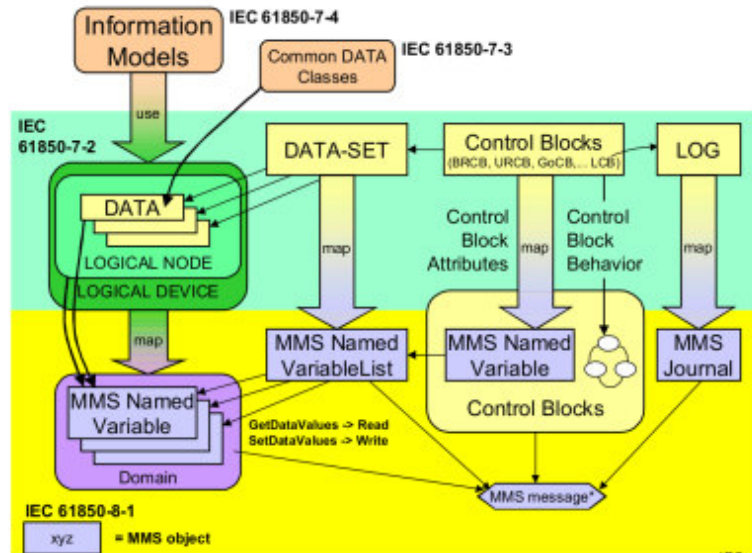 Information
Models
IEC 61850-7-4
Common DATA
Classes
IEC 61850-7-3
use
IEC
61850-7-2
DATA-SET
Control Blocks
(BRCB, URCB, GoCB,... LCB)
LOG
DATA
LOGICAL NODE
LOGICAL DEVICE
map
Control
Block
Attributes
map
Control
Block
Behavior
map
map
MMS Named
VariableList
MMS Named
Variable
MMS
Journal
Control Blocks
MMS Named
Variable
Domain
GetDataValues -> Read
SetDataValues -> Write
MMS message*
IEC 61850-8-1
xyz
= MMS object